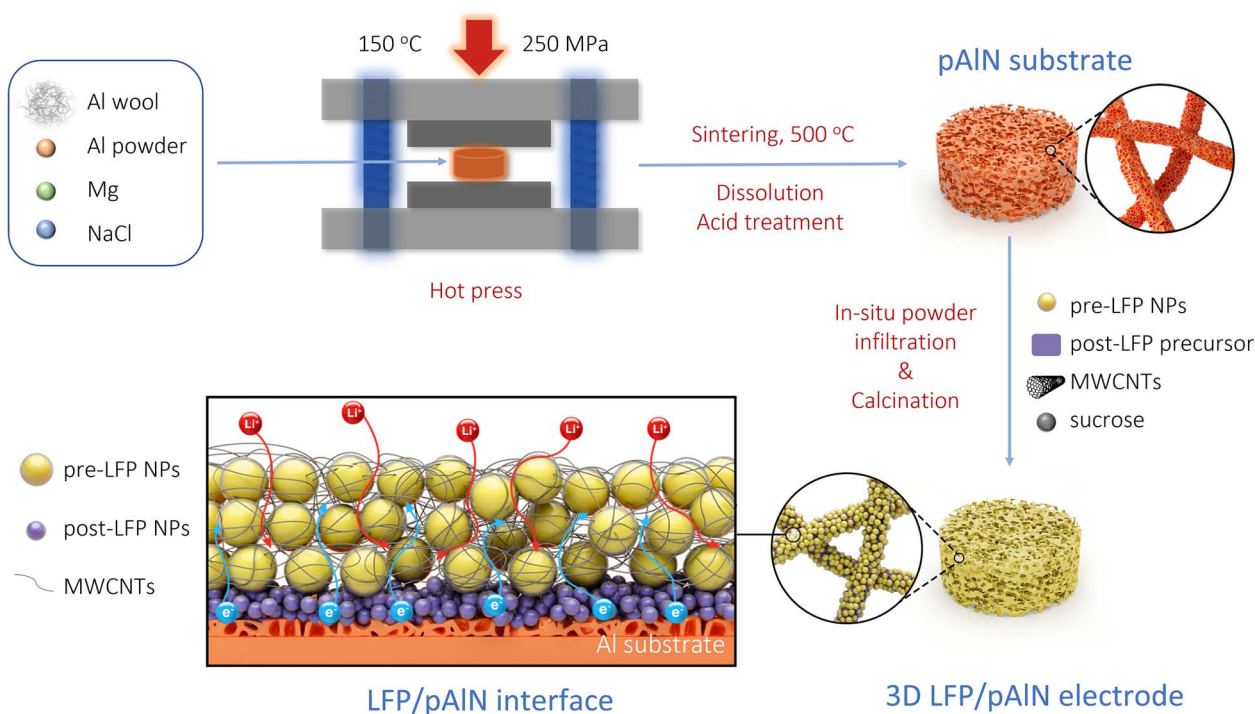 150 °C
250 MPa
Al wool
Al powder
Mg
NaCl
Hot press
Sintering, 500 °C
Dissolution
Acid treatment
pAlN substrate
In-situ powder
infiltration
&
Calcination
pre-LFP NPs
post-LFP precursor
MWCNTs
sucrose
pre-LFP NPs
post-LFP NPs
MWCNTs
Li⁺
Li⁺
Li⁺
Li⁺
Li⁺
e⁻
e⁻
e⁻
e⁻
e⁻
e⁻
Al substrate
LFP/pAlN interface
3D LFP/pAlN electrode